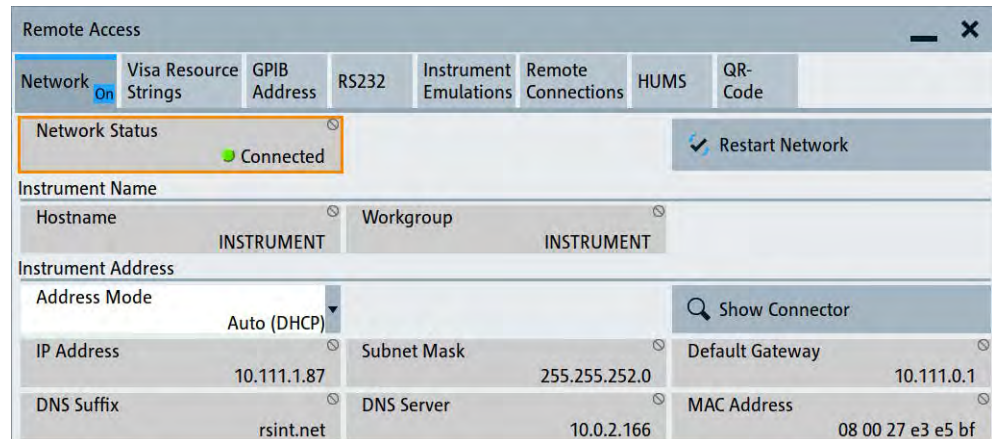 Remote Access
Network On
Visa Resource Strings
GPIB Address
RS232
Instrument Emulations
Remote Connections
HUMS
QR-Code
Network Status
Connected
Restart Network
Instrument Name
Hostname
INSTRUMENT
Workgroup
INSTRUMENT
Instrument Address
Address Mode
Auto (DHCP)
Show Connector
IP Address
10.111.1.87
Subnet Mask
255.255.252.0
Default Gateway
10.111.0.1
DNS Suffix
rsint.net
DNS Server
10.0.2.166
MAC Address
08 00 27 e3 e5 bf